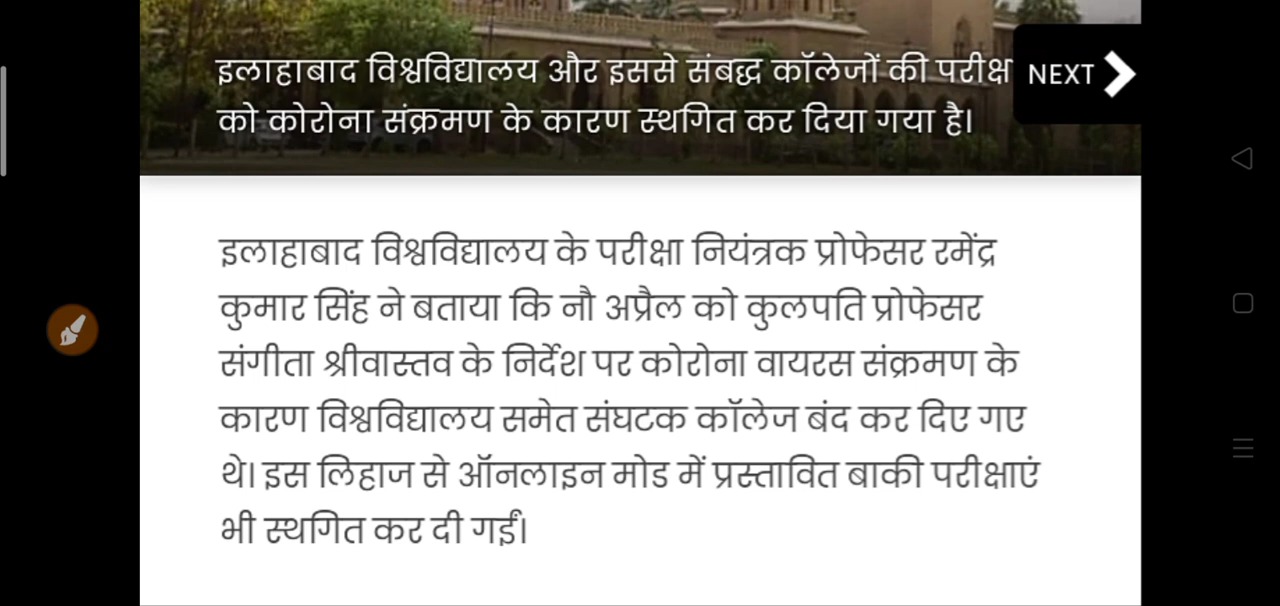 इलाहाबाद विश्वविद्यालय और इससे संबद्ध कॉलेजों की
NEXT
को कोरोना संक्रमण के कारण स्थगित कर दिया गया है।
इलाहाबाद विश्वविद्यालय के परीक्षा नियंत्रक प्रोफेसर रमेंद्र
कुमार सिंह ने बताया कि नौ अप्रैल को कुलपति प्रोफेसर
संगीता श्रीवास्तव के निर्देश पर कोरोना वायरस संक्रमण के
कारण विश्वविद्यालय समेत संघटक कॉलेज बंद कर दिए गए
थे। इस लिहाज से ऑनलाइन मोड में प्रस्तावित बाकी परीक्षाएं
भी स्थगित कर दी गईं।